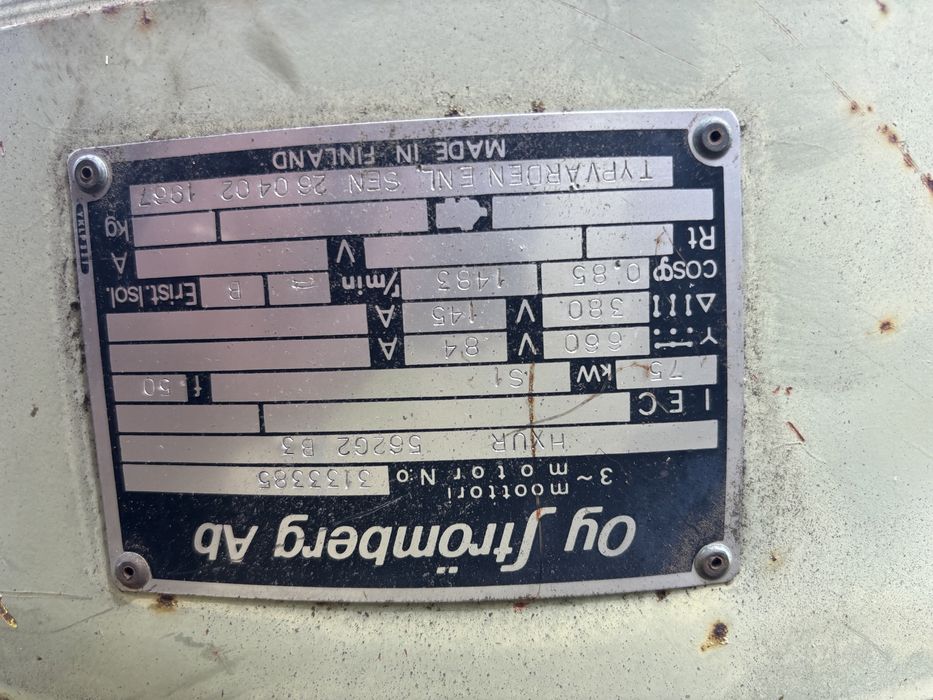 Oy Strömberg Ab
3~ moottori motor No 3133385
HXUR 562G2 B3
IEC
75 kW S1 f. 50
Y 660 V 84 A
Δ III 380 V 145 A
cosφ 0.85 1483 r/min B Erist.Isol.
Rt V A
kg
TYPVÄRDEN ENL SEN 26 04 02 1967
MADE IN FINLAND